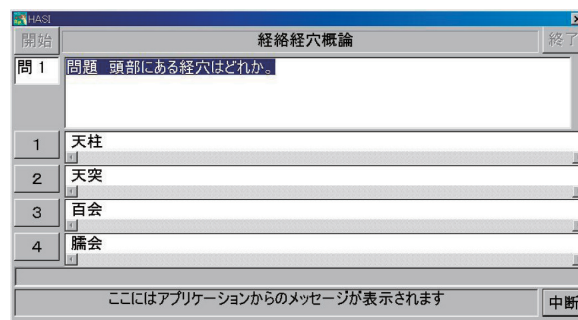 HASI
開始 経絡経穴概論 終了
問1 問題 頭部にある経穴はどれか。
1 天柱
2 天突
3 百会
4 臑会
ここにはアプリケーションからのメッセージが表示されます 中断